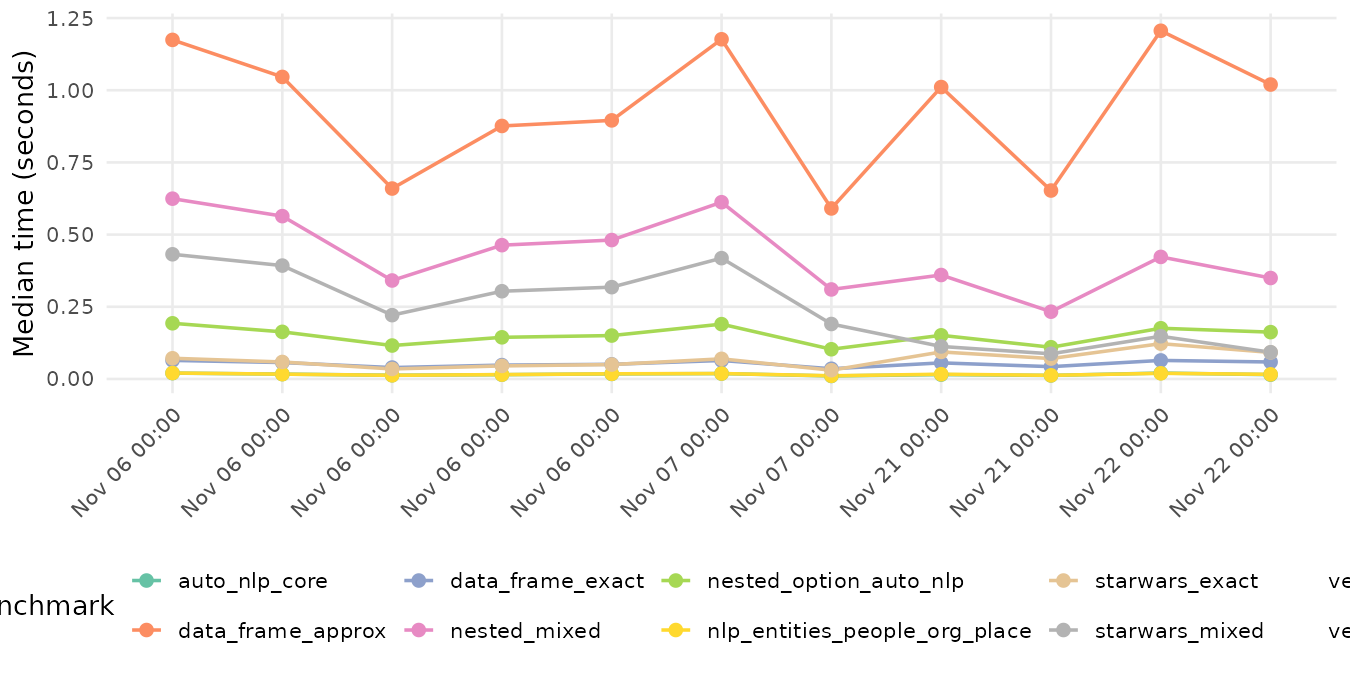 1.25
1.00
0.75
0.50
0.25
0.00
Median time (seconds)
Nov 06 00:00
Nov 06 00:00
Nov 06 00:00
Nov 06 00:00
Nov 06 00:00
Nov 07 00:00
Nov 07 00:00
Nov 21 00:00
Nov 21 00:00
Nov 22 00:00
Nov 22 00:00
nchmark
auto_nlp_core
data_frame_exact
nested_option_auto_nlp
starwars_exact
ve
data_frame_approx
nested_mixed
nlp_entities_people_org_place
starwars_mixed
ve